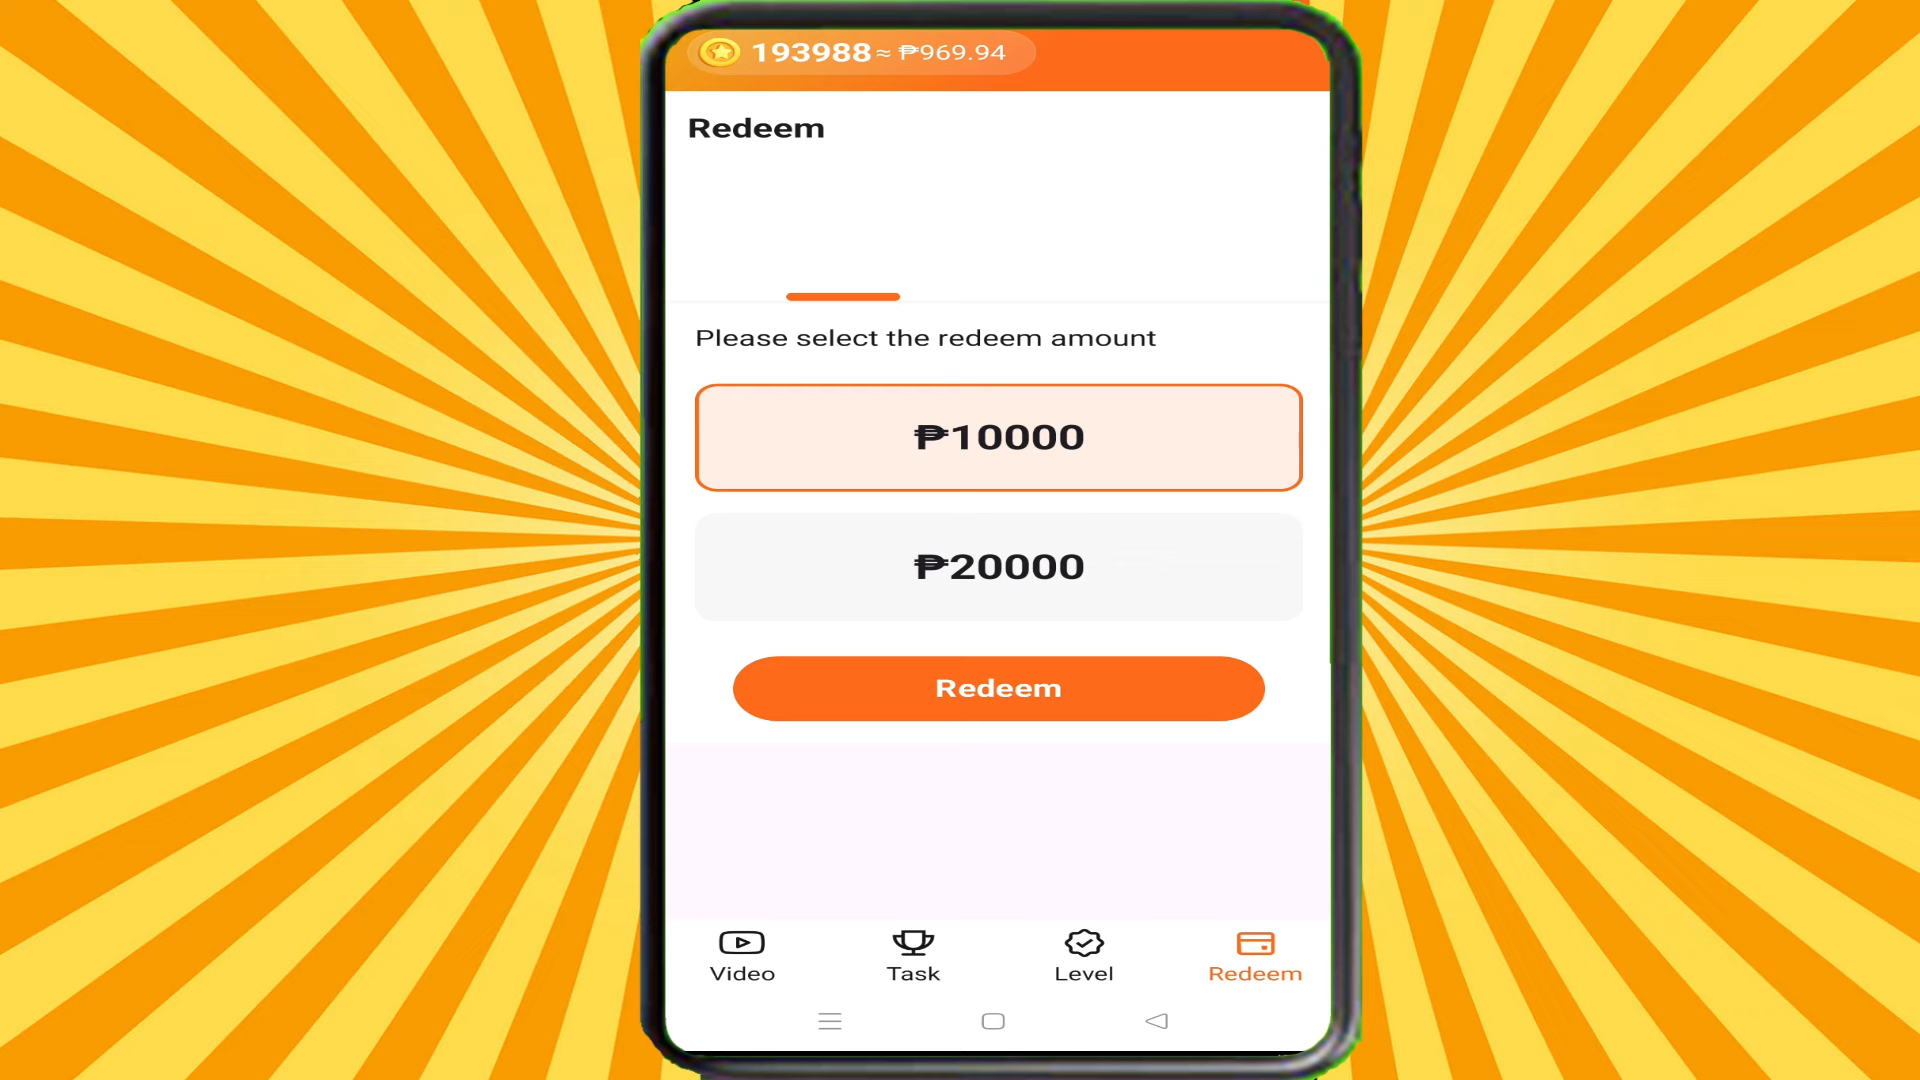 193988 ≈ ₱969.94
Redeem
Please select the redeem amount
₱10000
₱20000
Redeem
Video Task Level Redeem